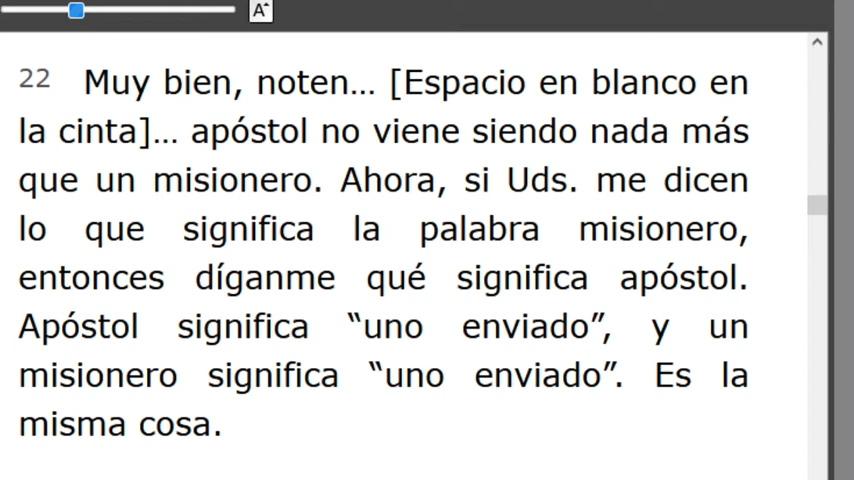 A
22 Muy bien, noten... [Espacio en blanco en
la cinta]... apóstol no viene siendo nada más
que un misionero. Ahora, si Uds. me dicen
lo que significa la palabra misionero,
entonces díganme qué significa apóstol.
Apóstol significa “uno enviado”, y un
misionero significa “uno enviado”. Es la
misma cosa.